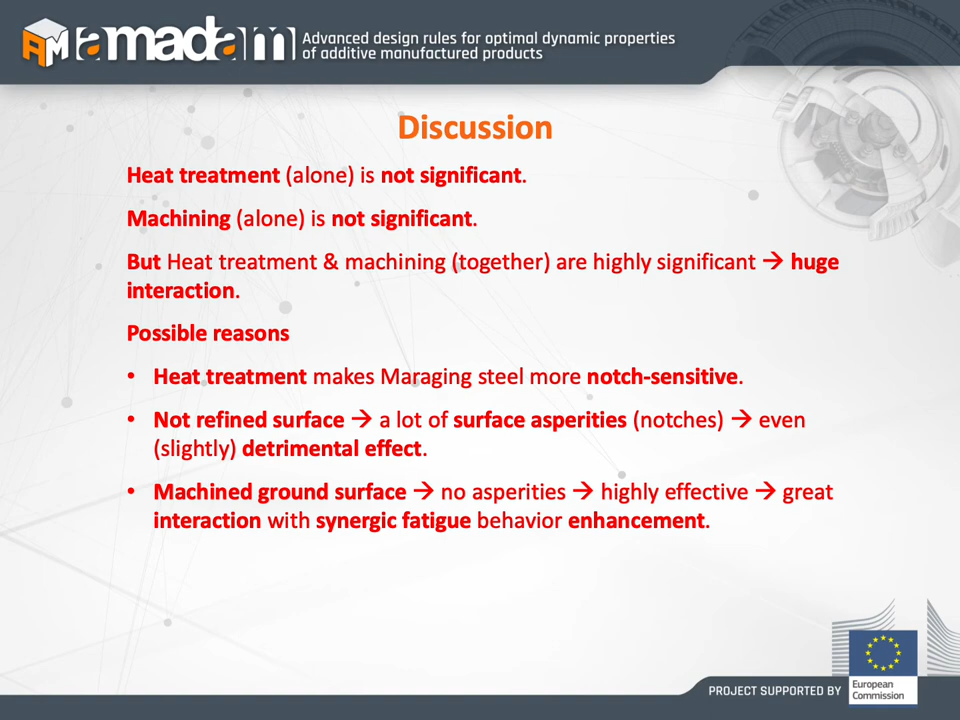 AM amadam Advanced design rules for optimal dynamic properties
of additive manufactured products
Discussion
Heat treatment (alone) is not significant.
Machining (alone) is not significant.
But Heat treatment & machining (together) are highly significant → huge
interaction.
Possible reasons
• Heat treatment makes Maraging steel more notch-sensitive.
• Not refined surface → a lot of surface asperities (notches) → even
(slightly) detrimental effect.
• Machined ground surface → no asperities → highly effective → great
interaction with synergic fatigue behavior enhancement.
PROJECT SUPPORTED BY
European
Commission